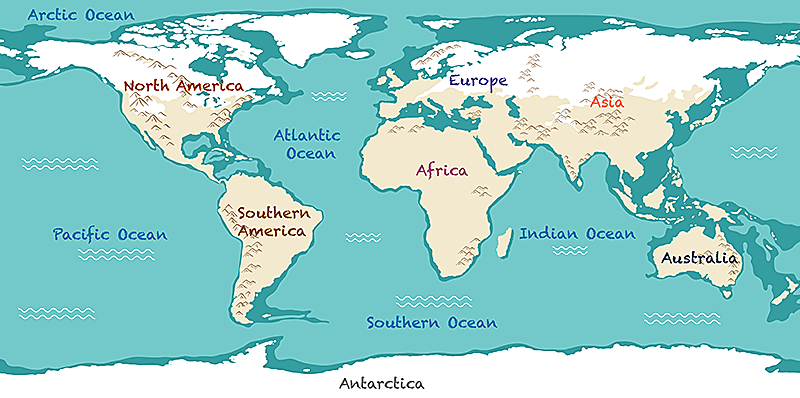 Arctic Ocean
North America
Europe
Asia
Atlantic
Ocean
Africa
Southern
America
Pacific Ocean
Indian Ocean
Australia
Southern Ocean
Antarctica